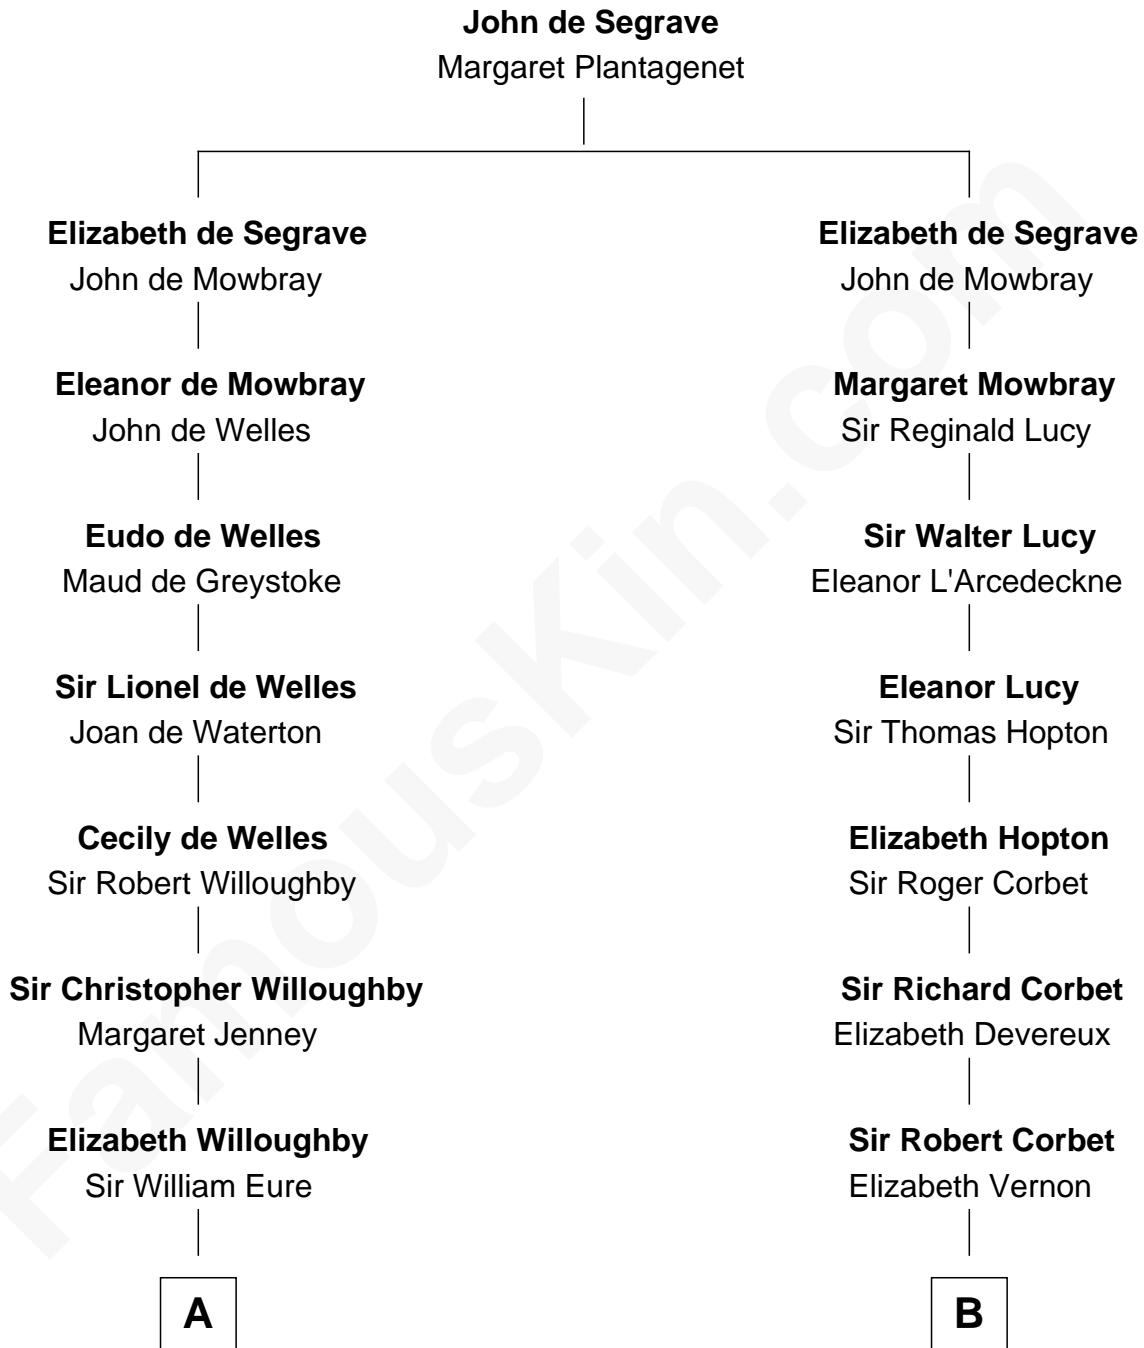 John de Segrave
Margaret Plantagenet
Elizabeth de Segrave
John de Mowbray
Eleanor de Mowbray
John de Welles
Eudo de Welles
Maud de Greystoke
Sir Lionel de Welles
Joan de Waterton
Cecily de Welles
Sir Robert Willoughby
Sir Christopher Willoughby
Margaret Jenney
Elizabeth Willoughby
Sir William Eure
A
Elizabeth de Segrave
John de Mowbray
Margaret Mowbray
Sir Reginald Lucy
Sir Walter Lucy
Eleanor L'Arcedeckne
Eleanor Lucy
Sir Thomas Hopton
Elizabeth Hopton
Sir Roger Corbet
Sir Richard Corbet
Elizabeth Devereux
Sir Robert Corbet
Elizabeth Vernon
B
FamousKin.com